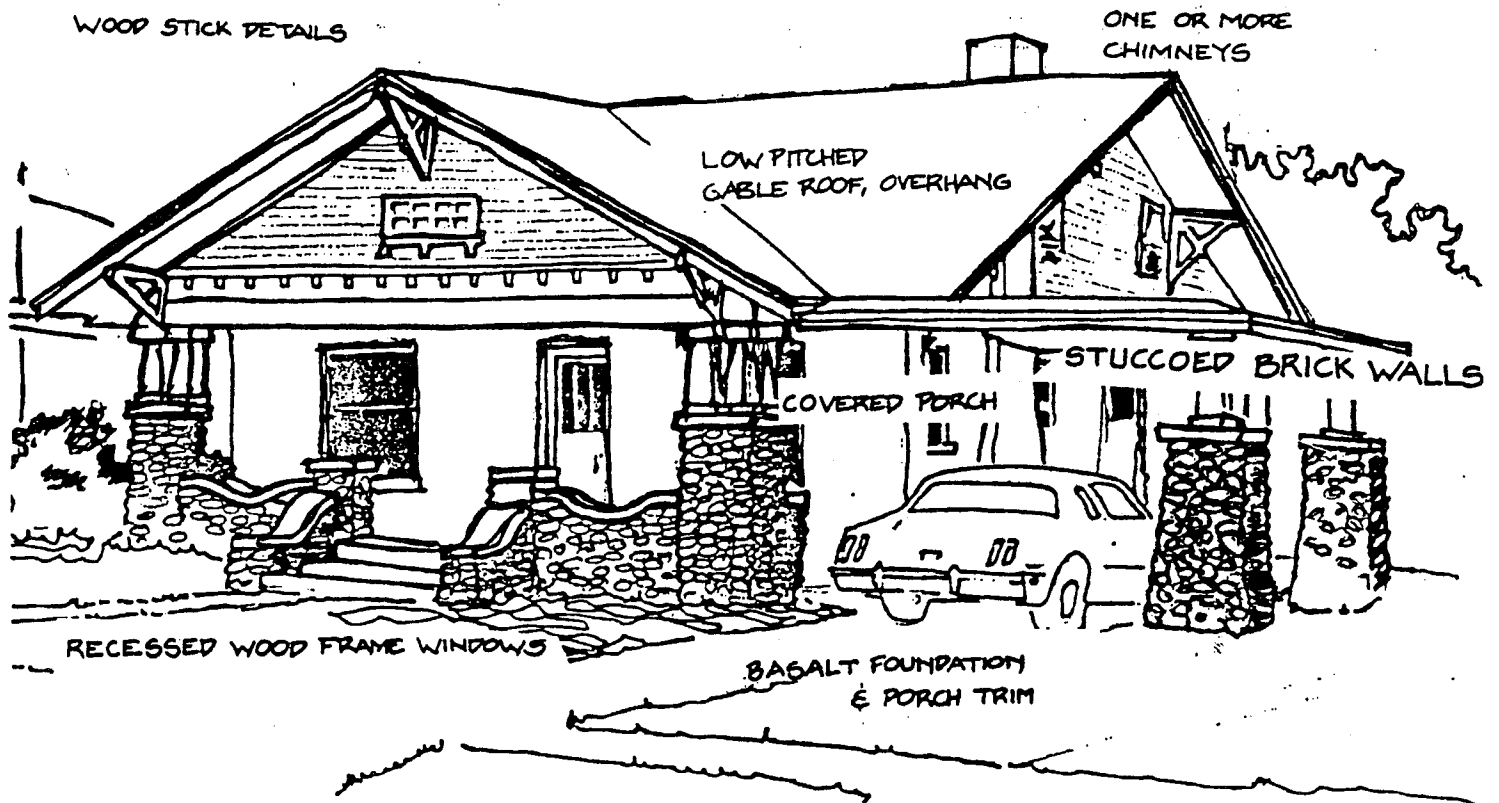 WOOD STICK DETAILS
ONE OR MORE
CHIMNEYS
LOW PITCHED
GABLE ROOF, OVERHANG
STUCCOED BRICK WALLS
COVERED PORCH
RECESSED WOOD FRAME WINDOWS
BASALT FOUNDATION
& PORCH TRIM